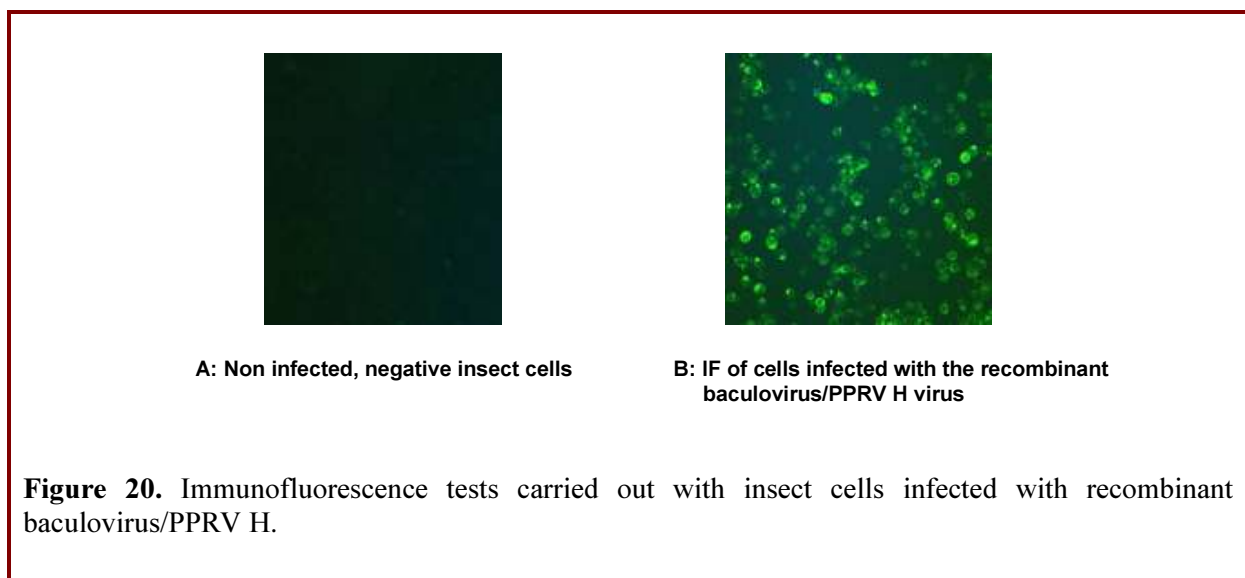 A: Non infected, negative insect cells
B: IF of cells infected with the recombinant
baculovirus/PPRV H virus
Figure 20. Immunofluorescence tests carried out with insect cells infected with recombinant
baculovirus/PPRV H.